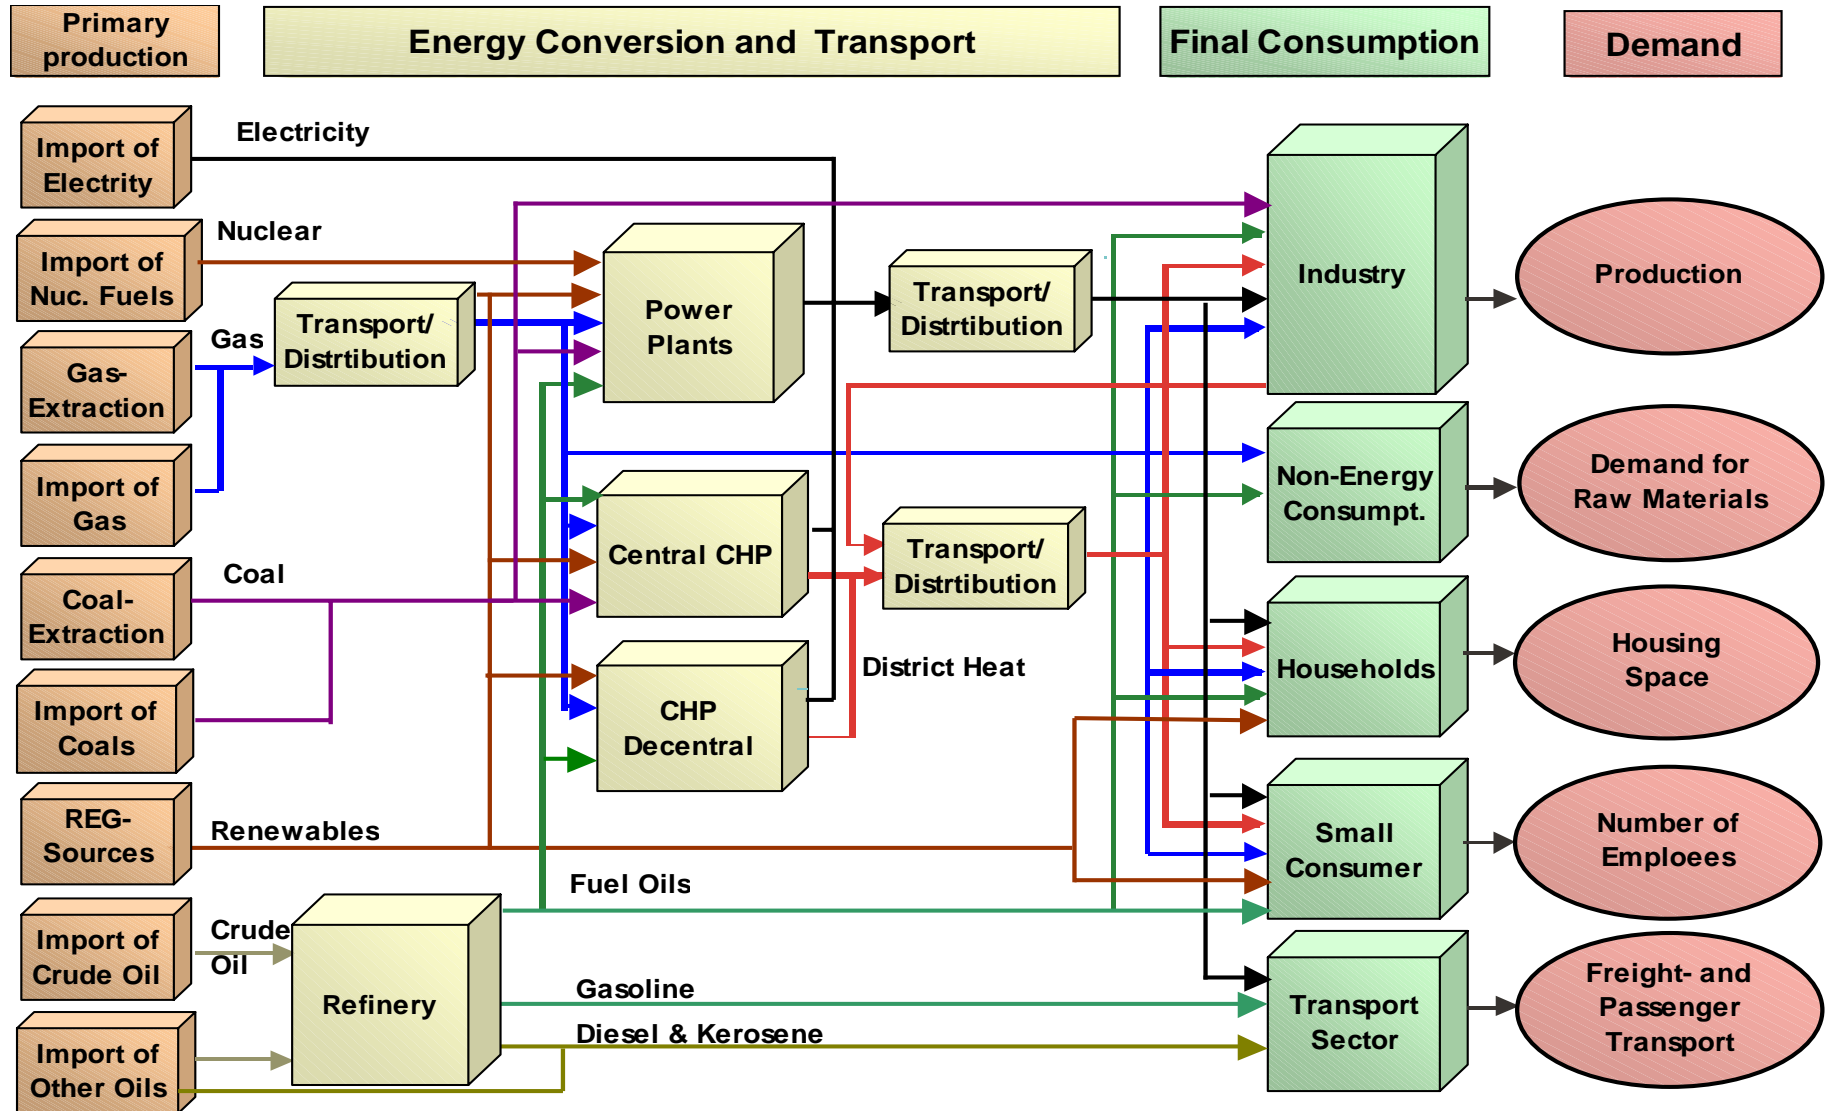 Primary
production
Energy Conversion and Transport
Final Consumption
Demand
Import of
Electrity
Electricity
Import of
Nuc. Fuels
Nuclear
Gas-
Extraction
Gas
Import of
Gas
Coal-
Extraction
Coal
Import of
Coals
REG-
Sources
Renewables
Import of
Crude Oil
Crude
Oil
Import of
Other Oils
Transport/
Distrtibution
Power
Plants
Central CHP
CHP
Decentral
Refinery
Fuel Oils
Gasoline
Diesel & Kerosene
Transport/
Distrtibution
Transport/
Distrtibution
District Heat
Industry
Non-Energy
Consumpt.
Households
Small
Consumer
Transport
Sector
Production
Demand for
Raw Materials
Housing
Space
Number of
Emploees
Freight- and
Passenger
Transport